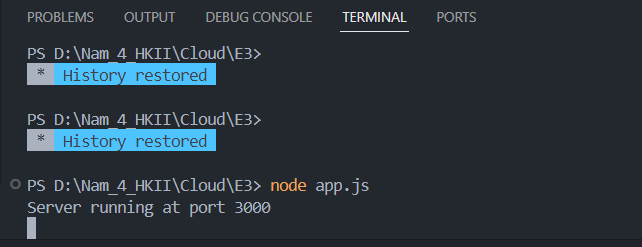 PROBLEMS OUTPUT DEBUG CONSOLE TERMINAL PORTS
PS D:\Nam_4_HKII\Cloud\E3>
* History restored
PS D:\Nam_4_HKII\Cloud\E3>
* History restored
PS D:\Nam_4_HKII\Cloud\E3> node app.js
Server running at port 3000